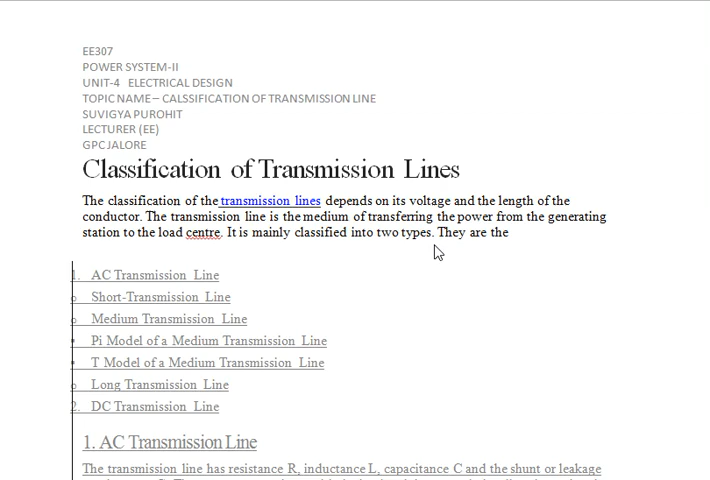 EE307
POWER SYSTEM-II
UNIT-4 ELECTRICAL DESIGN
TOPIC NAME – CALSSIFICATION OF TRANSMISSION LINE
SUVIGYA PUROHIT
LECTURER (EE)
GPC JALORE
Classification of Transmission Lines
The classification of the transmission lines depends on its voltage and the length of the
conductor. The transmission line is the medium of transferring the power from the generating
station to the load centre. It is mainly classified into two types. They are the
1. AC Transmission Line
o Short-Transmission Line
o Medium Transmission Line
• Pi Model of a Medium Transmission Line
• T Model of a Medium Transmission Line
o Long Transmission Line
2. DC Transmission Line
1. AC Transmission Line
The transmission line has resistance R, inductance L, capacitance C and the shunt or leakage